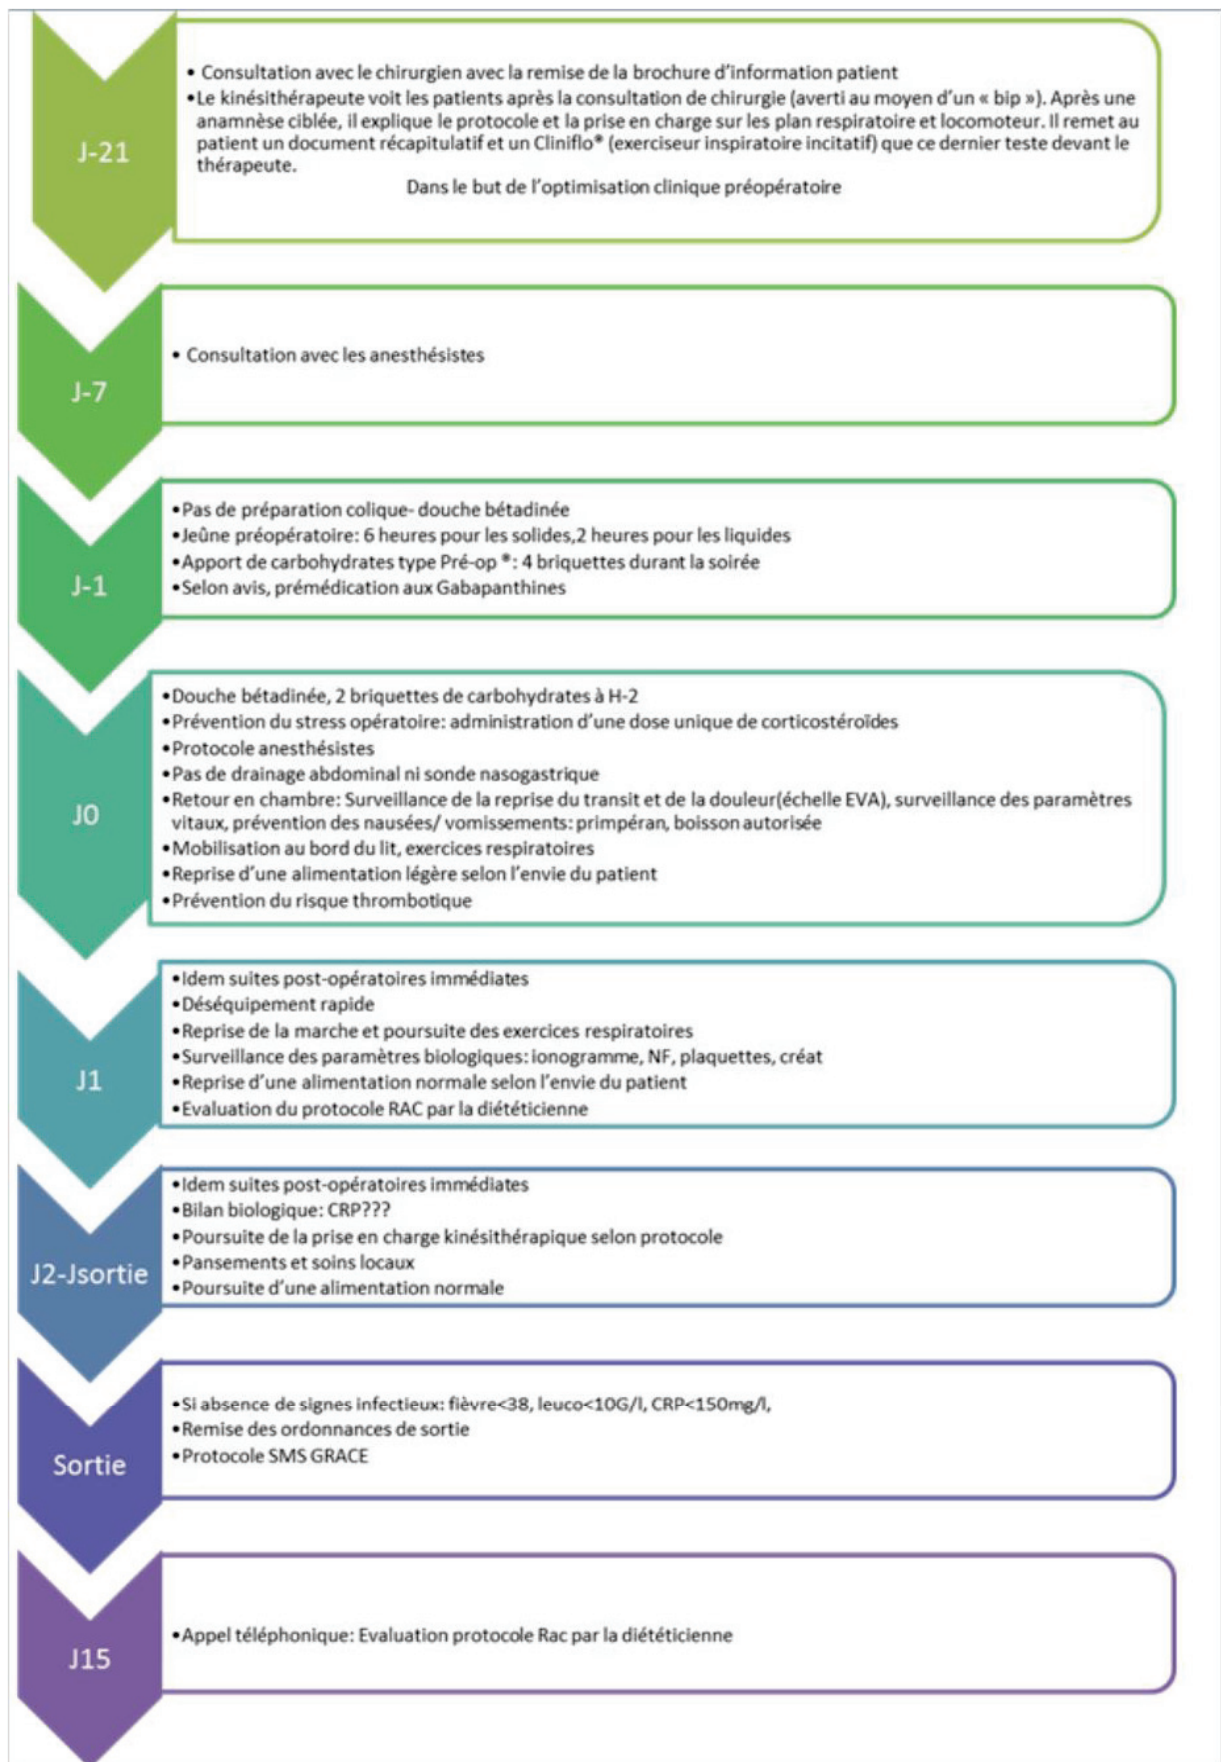 J-21
• Consultation avec le chirurgien avec la remise de la brochure d'information patient
•Le kinésithérapeute voit les patients après la consultation de chirurgie (averti au moyen d'un « bip »). Après une
anamnèse ciblée, il explique le protocole et la prise en charge sur les plan respiratoire et locomoteur. Il remet au
patient un document récapitulatif et un Cliniflo® (exerciseur inspiratoire incitatif) que ce dernier teste devant le
thérapeute.
Dans le but de l'optimisation clinique préopératoire
J-7
• Consultation avec les anesthésistes
J-1
•Pas de préparation colique- douche bétadinée
•Jeûne préopératoire: 6 heures pour les solides,2 heures pour les liquides
•Apport de carbohydrates type Pré-op ®: 4 briquettes durant la soirée
•Selon avis, prémédication aux Gabapanthines
J0
•Douche bétadinée, 2 briquettes de carbohydrates à H-2
•Prévention du stress opératoire: administration d'une dose unique de corticostéroïdes
•Protocole anesthésistes
•Pas de drainage abdominal ni sonde nasogastrique
•Retour en chambre: Surveillance de la reprise du transit et de la douleur(échelle EVA), surveillance des paramètres
vitaux, prévention des nausées/ vomissements: primpéran, boisson autorisée
•Mobilisation au bord du lit, exercices respiratoires
•Reprise d'une alimentation légère selon l'envie du patient
•Prévention du risque thrombotique
J1
•Idem suites post-opératoires immédiates
•Déséquipement rapide
•Reprise de la marche et poursuite des exercices respiratoires
•Surveillance des paramètres biologiques: ionogramme, NF, plaquettes, créat
•Reprise d'une alimentation normale selon l'envie du patient
•Evaluation du protocole RAC par la diététicienne
J2-Jsortie
•Idem suites post-opératoires immédiates
•Bilan biologique: CRP???
•Poursuite de la prise en charge kinésithérapique selon protocole
•Pansements et soins locaux
•Poursuite d'une alimentation normale
Sortie
•Si absence de signes infectieux: fièvre<38, leuco<10G/l, CRP<150mg/l,
•Remise des ordonnances de sortie
•Protocole SMS GRACE
J15
•Appel téléphonique: Evaluation protocole Rac par la diététicienne